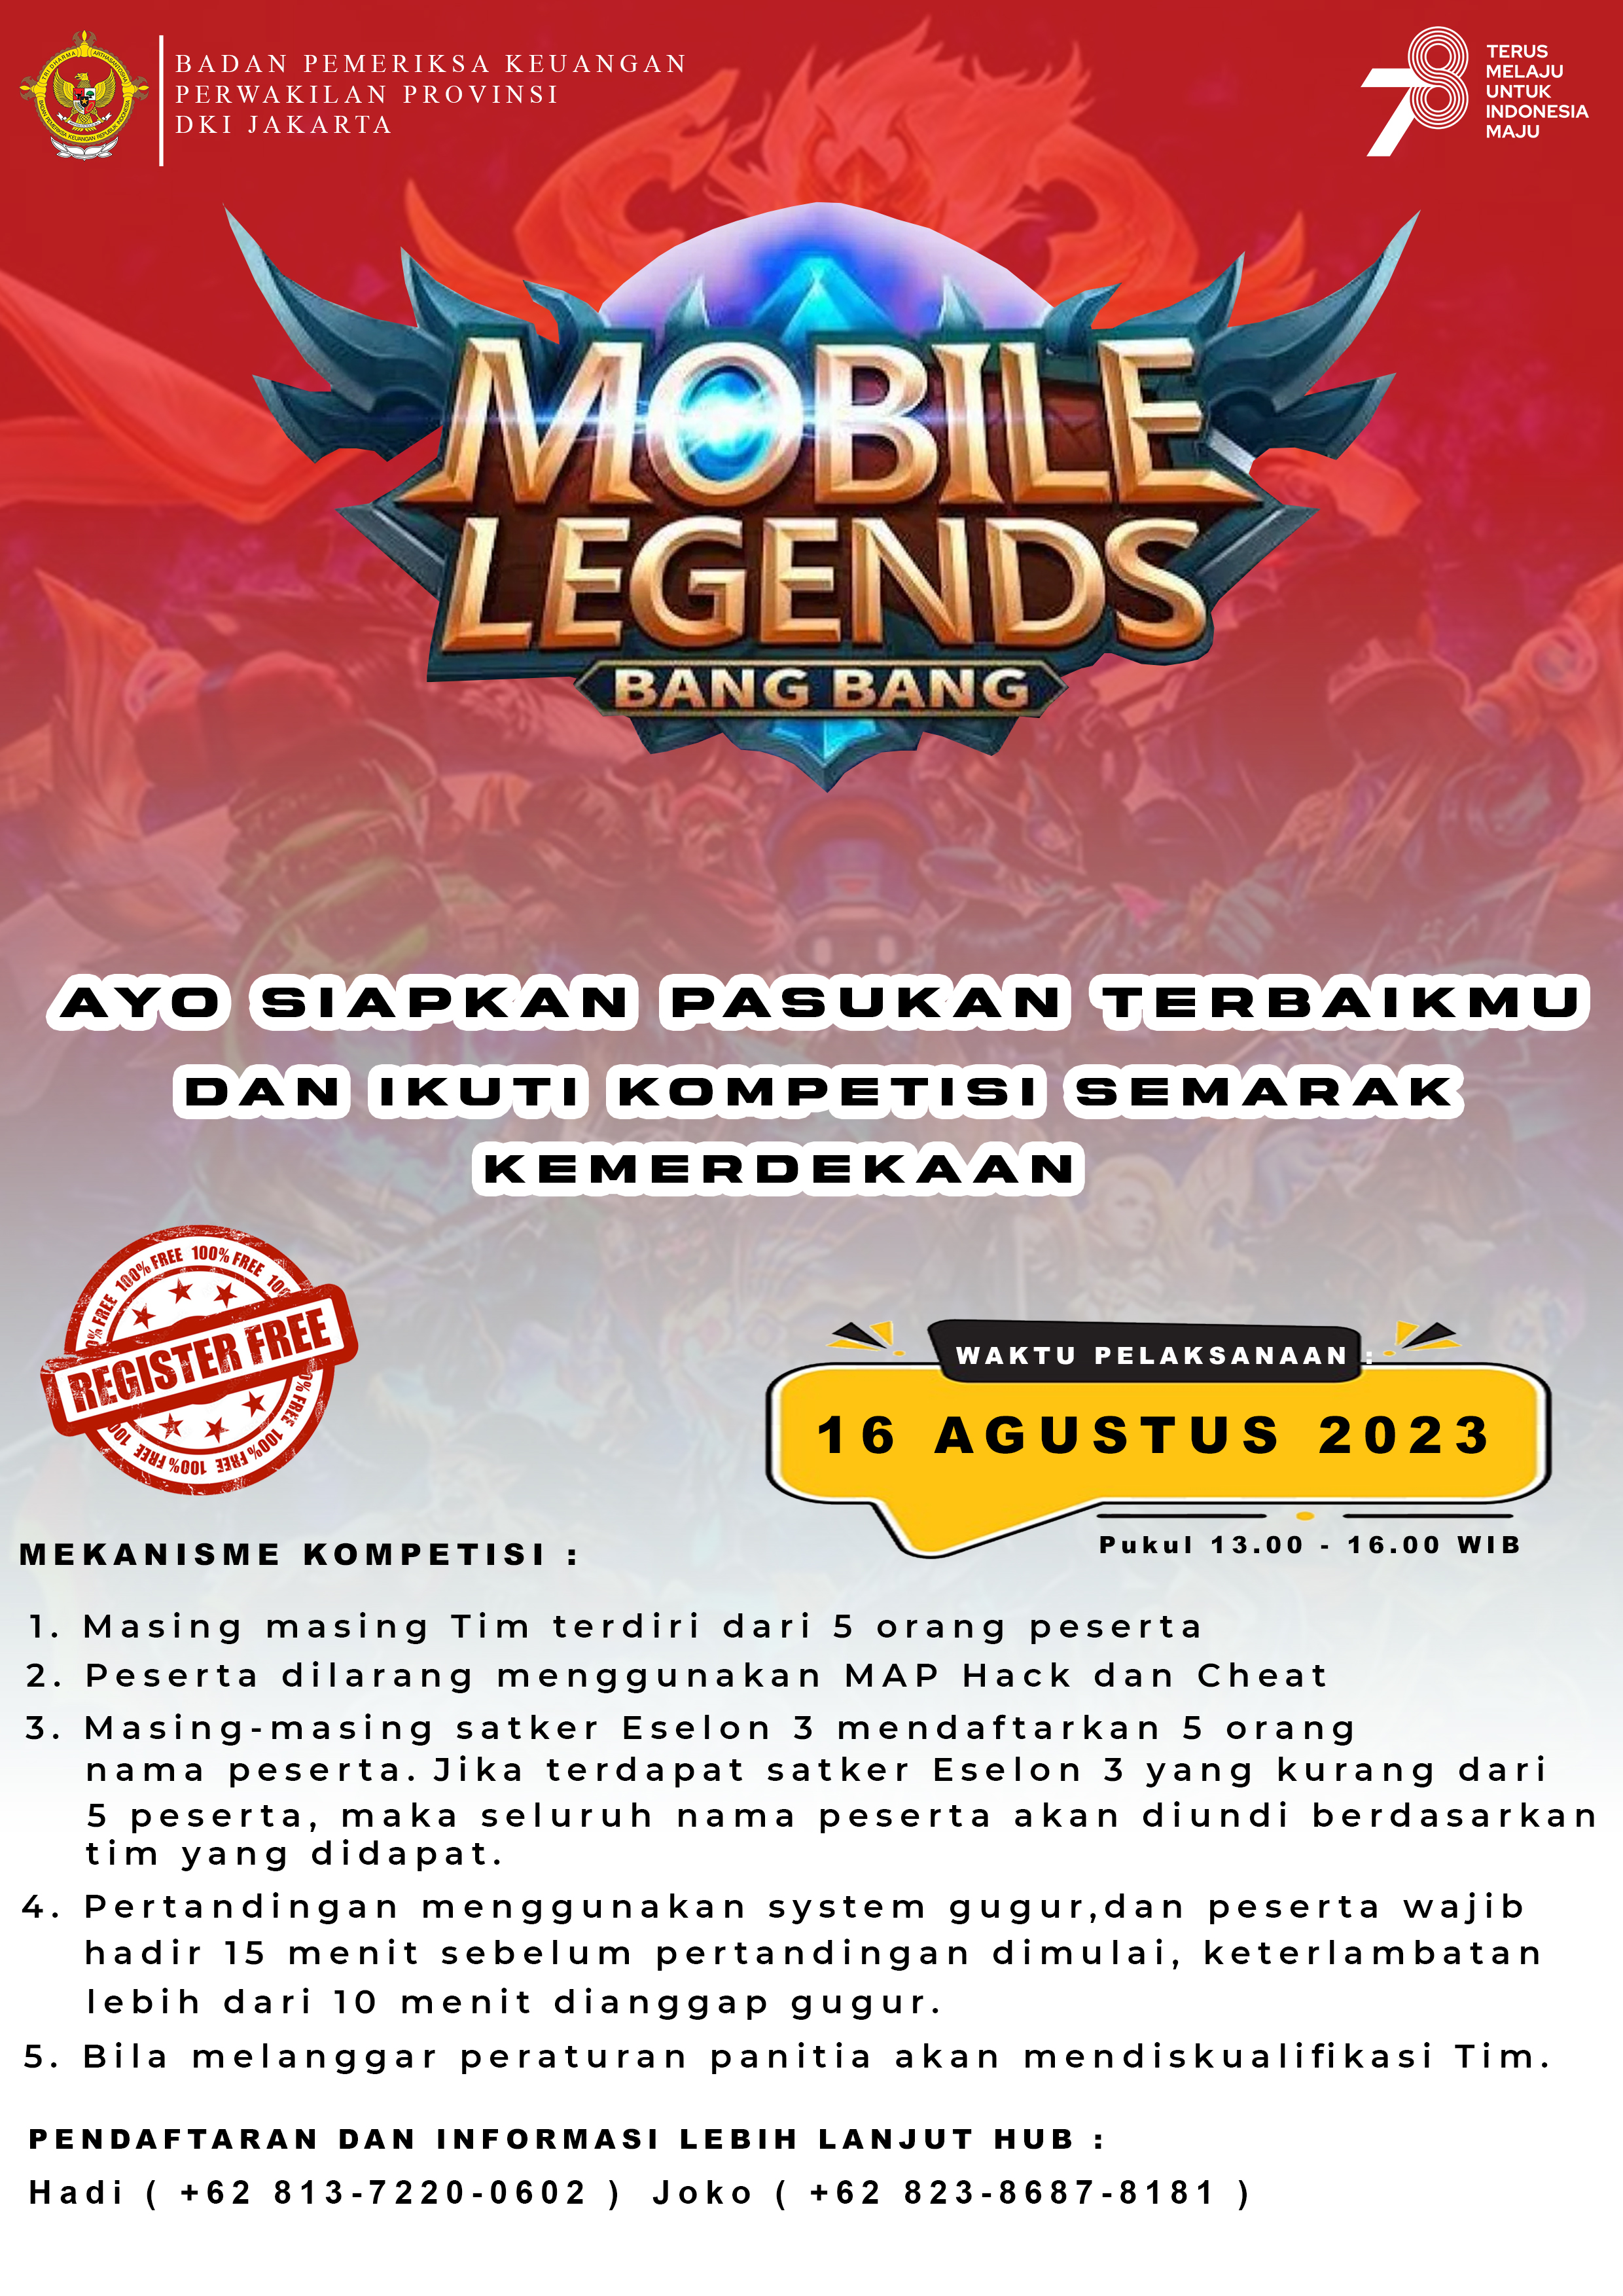 BADAN PEMERIKSA KEUANGAN
PERWAKILAN PROVINSI
DKI JAKARTA
78
TERUS
MELAJU
UNTUK
INDONESIA
MAJU
MOBILE
LEGENDS
BANG BANG
AYO SIAPKAN PASUKAN TERBAIKMU
DAN IKUTI KOMPETISI SEMARAK
KEMERDEKAAN
100% FREE 100% FREE
REGISTER FREE
100% FREE 100% FREE
WAKTU PELAKSANAAN :
16 AGUSTUS 2023
Pukul 13.00 - 16.00 WIB
MEKANISME KOMPETISI :
1. Masing masing Tim terdiri dari 5 orang peserta
2. Peserta dilarang menggunakan MAP Hack dan Cheat
3. Masing-masing satker Eselon 3 mendaftarkan 5 orang
nama peserta. Jika terdapat satker Eselon 3 yang kurang dari
5 peserta, maka seluruh nama peserta akan diundi berdasarkan
tim yang didapat.
4. Pertandingan menggunakan system gugur,dan peserta wajib
hadir 15 menit sebelum pertandingan dimulai, keterlambatan
lebih dari 10 menit dianggap gugur.
5. Bila melanggar peraturan panitia akan mendiskualifikasi Tim.
PENDAFTARAN DAN INFORMASI LEBIH LANJUT HUB :
Hadi ( +62 813-7220-0602 ) Joko ( +62 823-8687-8181 )